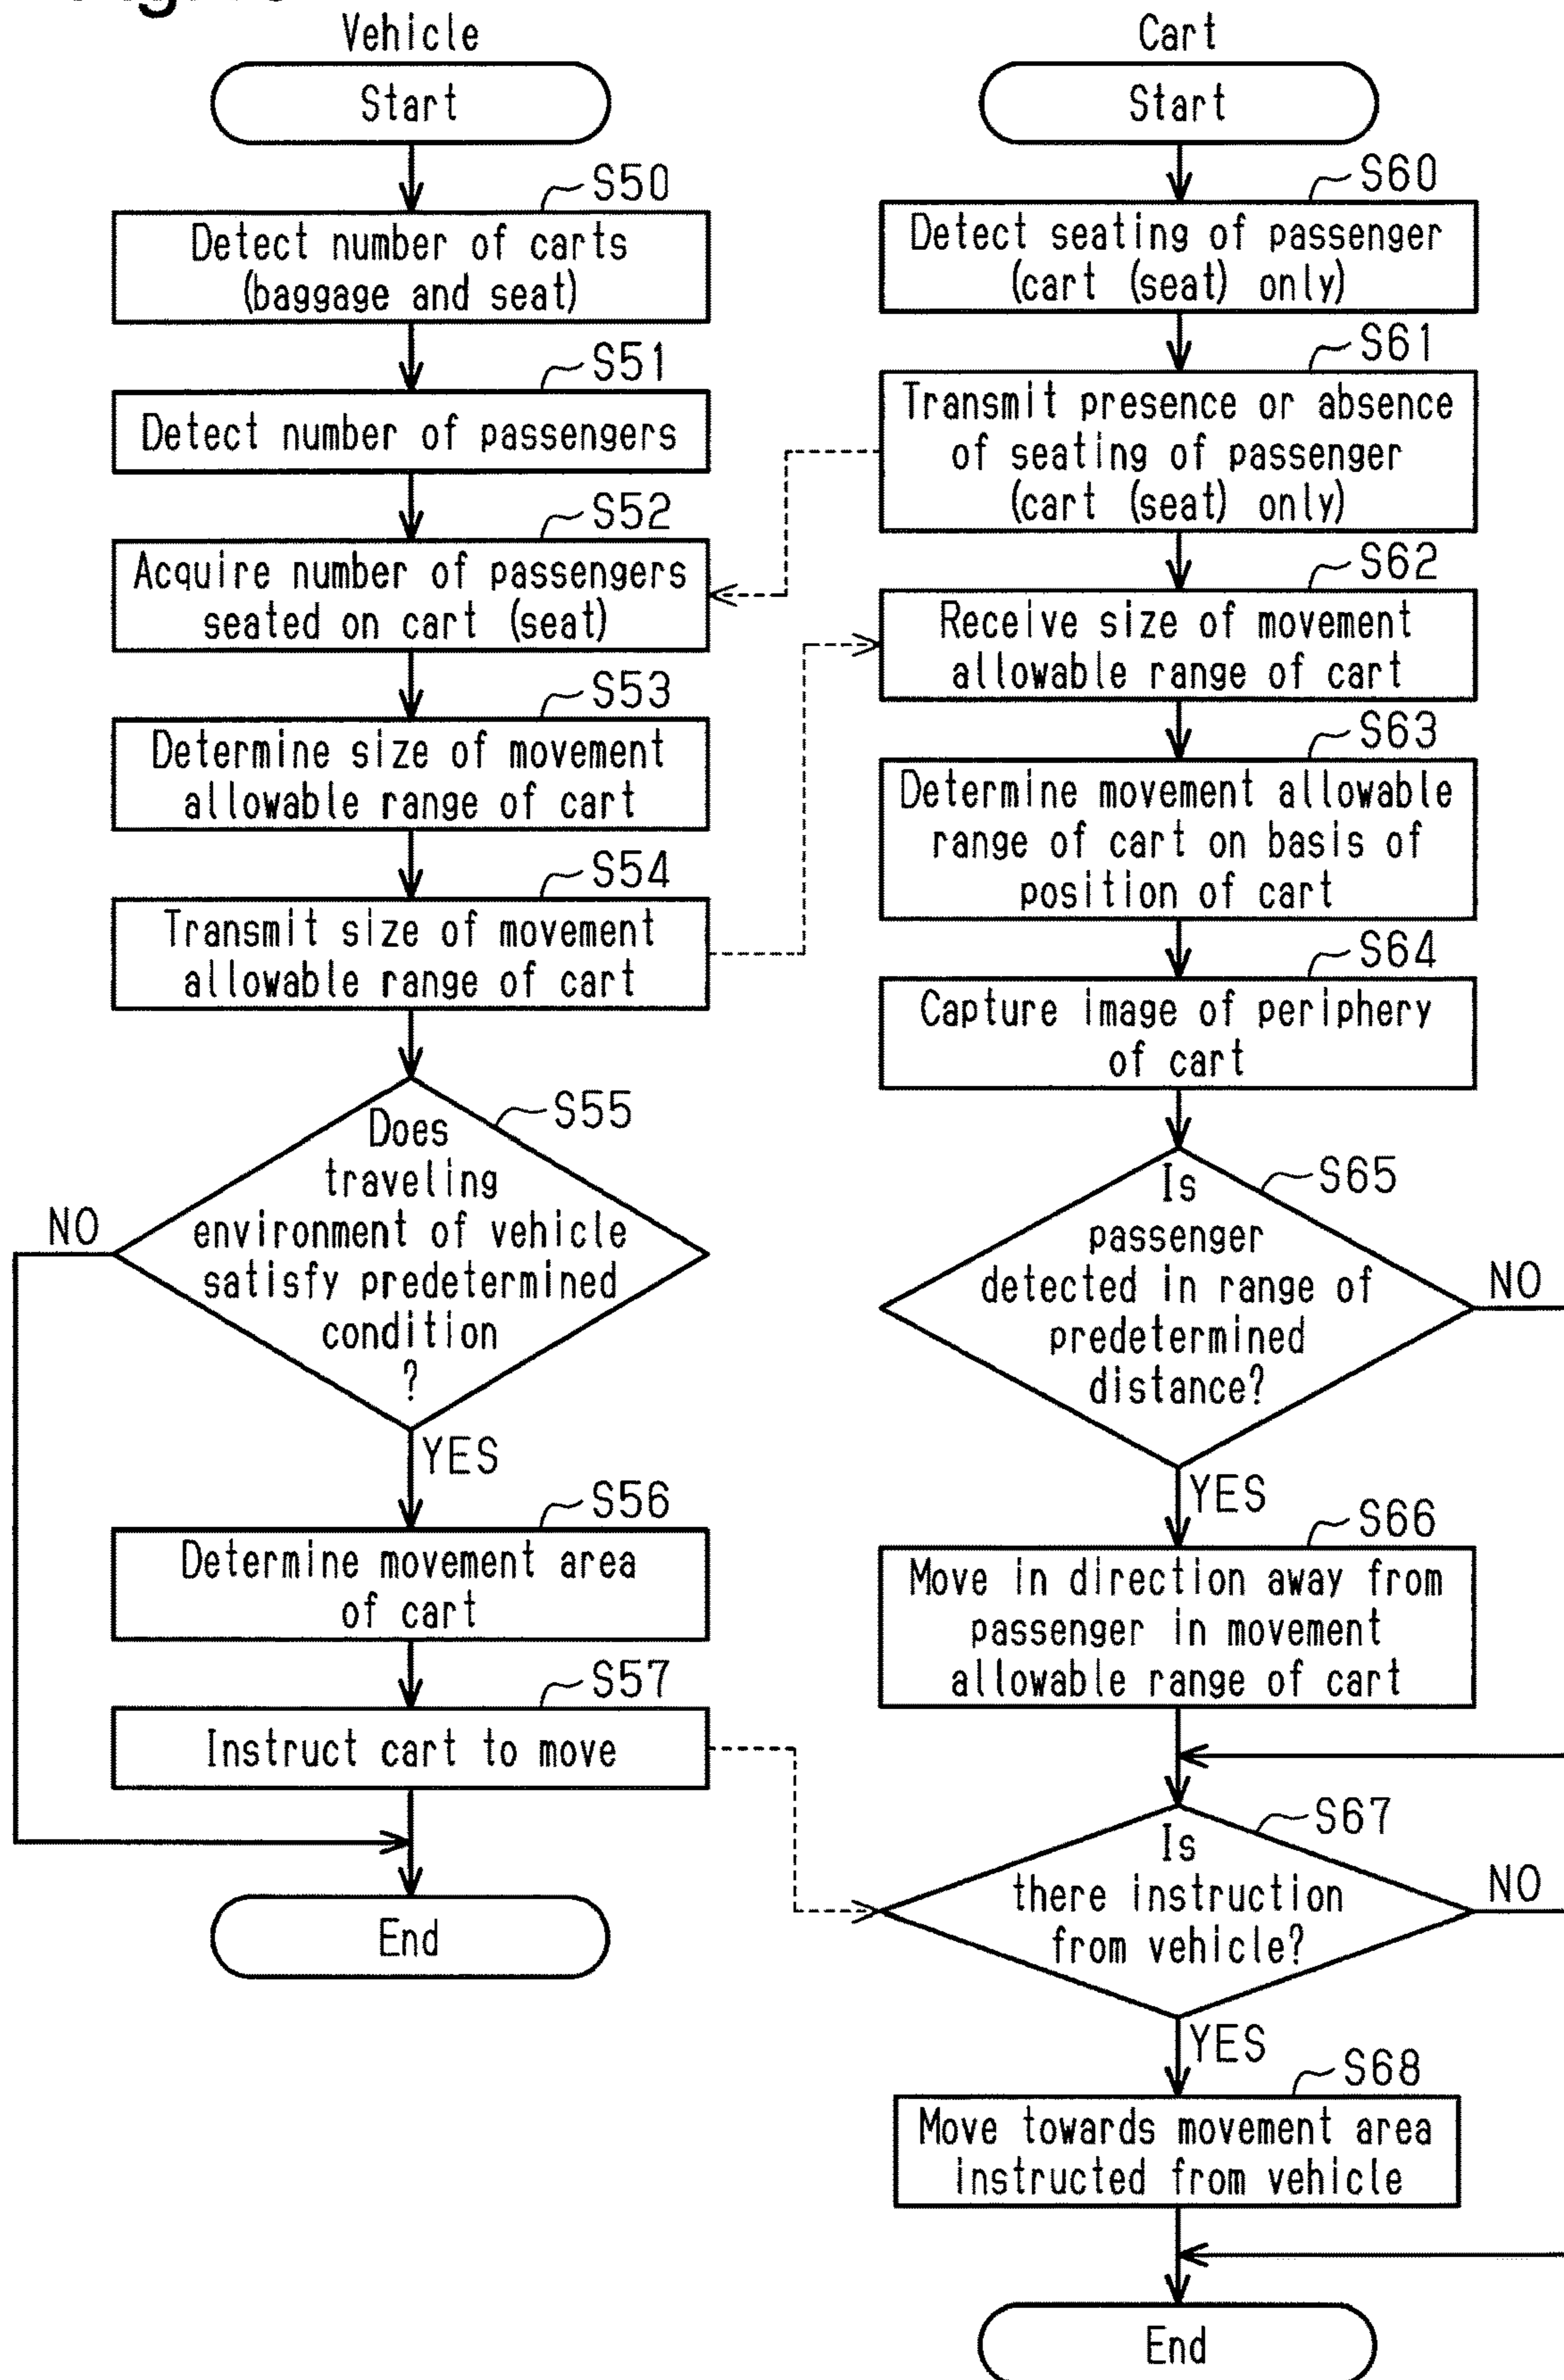 Vehicle
Start
S50
Detect number of carts
(baggage and seat)
S51
Detect number of passengers
S52
Acquire number of passengers
seated on cart (seat)
S53
Determine size of movement
allowable range of cart
S54
Transmit size of movement
allowable range of cart
S55
Does
traveling
environment of vehicle
satisfy predetermined
condition
?
NO
YES
S56
Determine movement area
of cart
S57
Instruct cart to move
End
Cart
Start
S60
Detect seating of passenger
(cart (seat) only)
S61
Transmit presence or absence
of seating of passenger
(cart (seat) only)
S62
Receive size of movement
allowable range of cart
S63
Determine movement allowable
range of cart on basis of
position of cart
S64
Capture image of periphery
of cart
S65
Is
passenger
detected in range of
predetermined
distance?
NO
YES
S66
Move in direction away from
passenger in movement
allowable range of cart
S67
Is
there instruction
from vehicle?
NO
YES
S68
Move towards movement area
instructed from vehicle
End